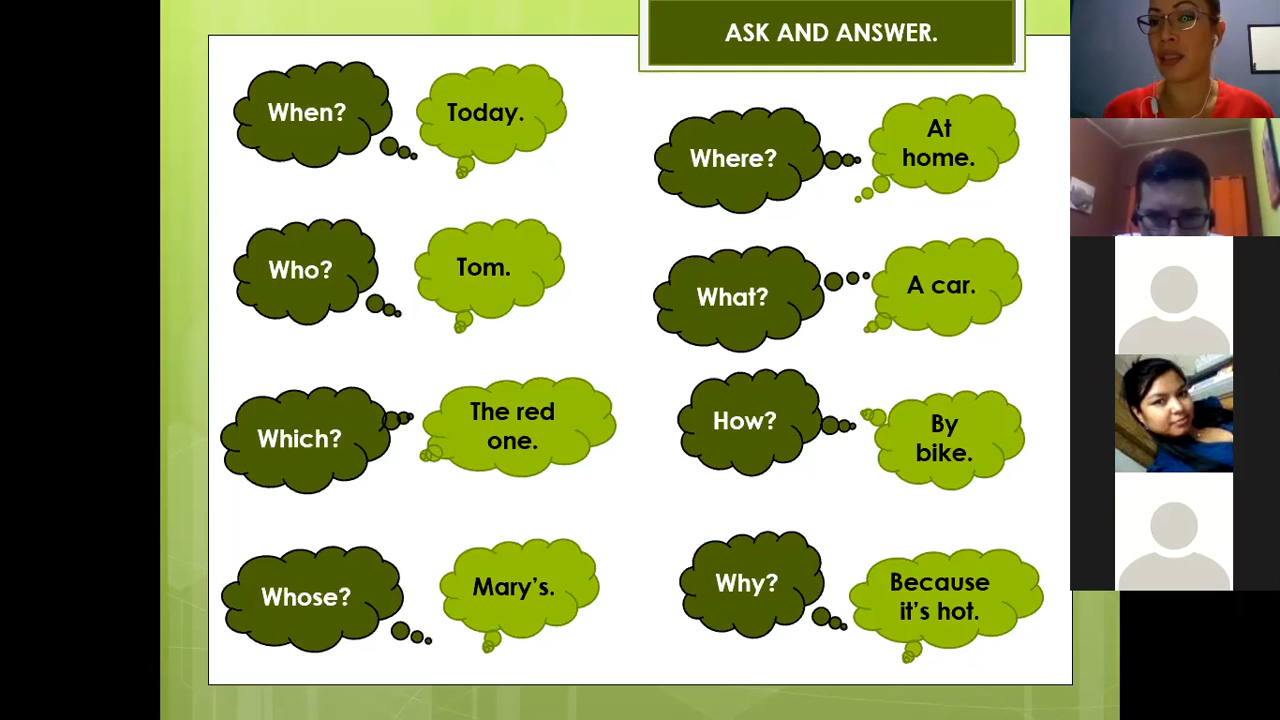 ASK AND ANSWER.
When?
Today.
Where?
At
home.
Who?
Tom.
What?
A car.
Which?
The red
one.
How?
By
bike.
Whose?
Mary's.
Why?
Because
it's hot.